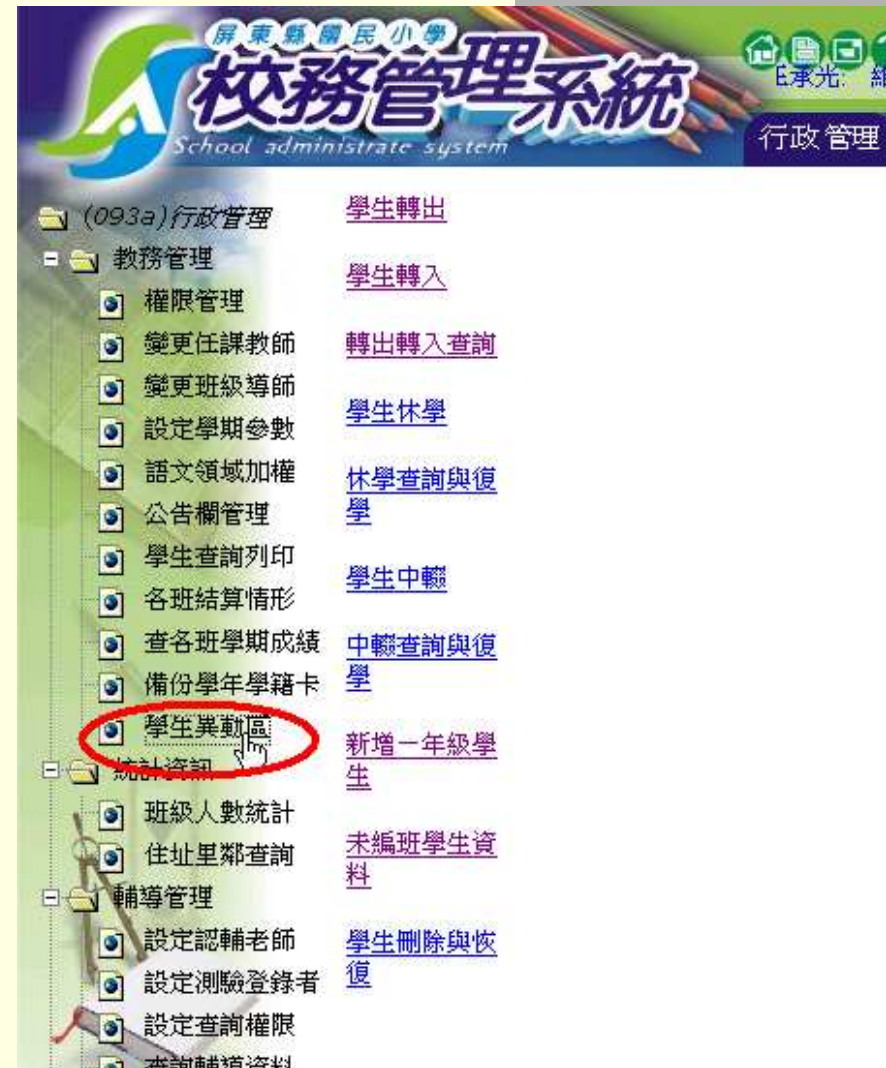 屏東縣國民小學
校務管理系統
School administrate system
E承光:
行政管理
(093a)行政管理
教務管理
權限管理
變更任課教師
變更班級導師
設定學期參數
語文領域加權
公告欄管理
學生查詢列印
各班結算情形
查各班學期成績
備份學年學籍卡
學生異動區
統計資訊
班級人數統計
住址里鄰查詢
輔導管理
設定認輔老師
設定測驗登錄者
設定查詢權限
查詢輔導資料
學生轉出
學生轉入
轉出轉入查詢
學生休學
休學查詢與復
學
學生中輟
中輟查詢與復
學
新增一年級學
生
未編班學生資
料
學生刪除與恢
復